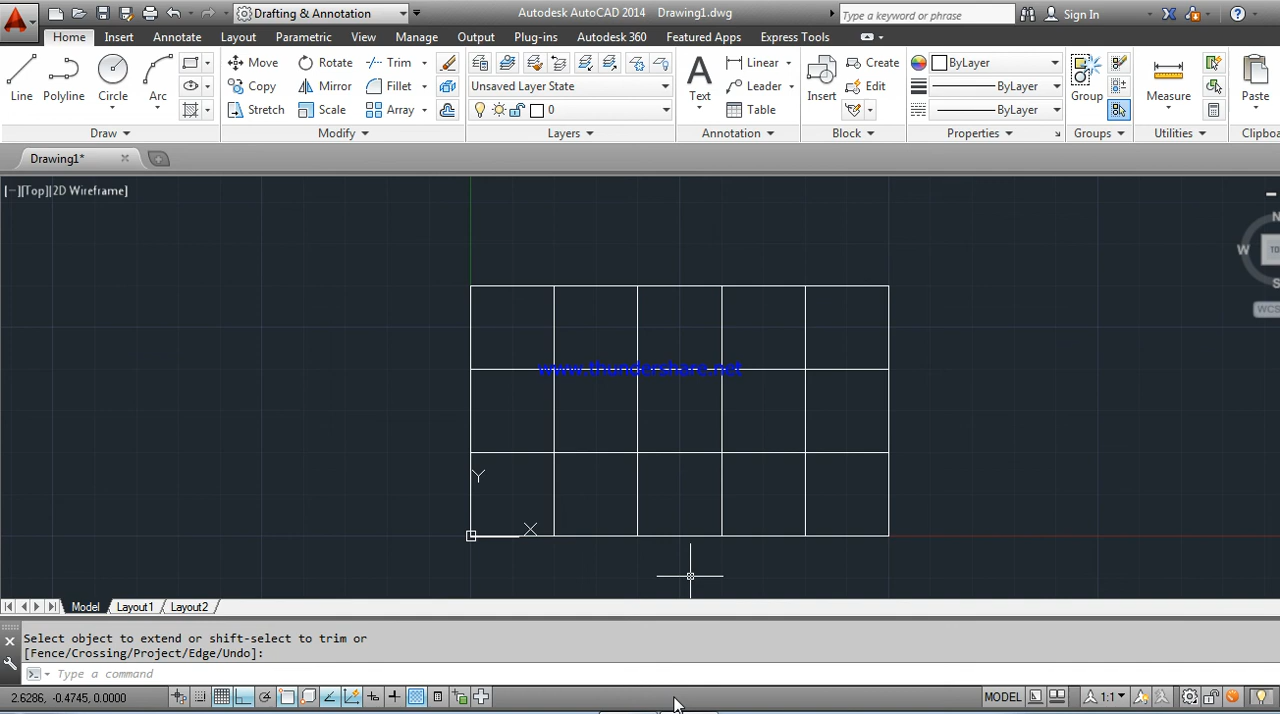 Drafting & Annotation
Autodesk AutoCAD 2014 Drawing1.dwg
Type a keyword or phrase
Sign In
Home Insert Annotate Layout Parametric View Manage Output Plug-ins Autodesk 360 Featured Apps Express Tools
Line Polyline Circle Arc
Move Rotate Trim
Copy Mirror Fillet
Stretch Scale Array
Unsaved Layer State
0
Text
Linear
Leader
Table
Insert
Create
Edit
ByLayer
ByLayer
ByLayer
Group
Measure
Paste
Draw Modify Layers Annotation Block Properties Groups Utilities Clipbo
Drawing1*
[−][Top][2D Wireframe]
N
W
S
WCS
www.thundershare.net
Y
X
Model Layout1 Layout2
Select object to extend or shift-select to trim or
[Fence/Crossing/Project/Edge/Undo]:
Type a command
2.6286, -0.4745, 0.0000
MODEL
1:1